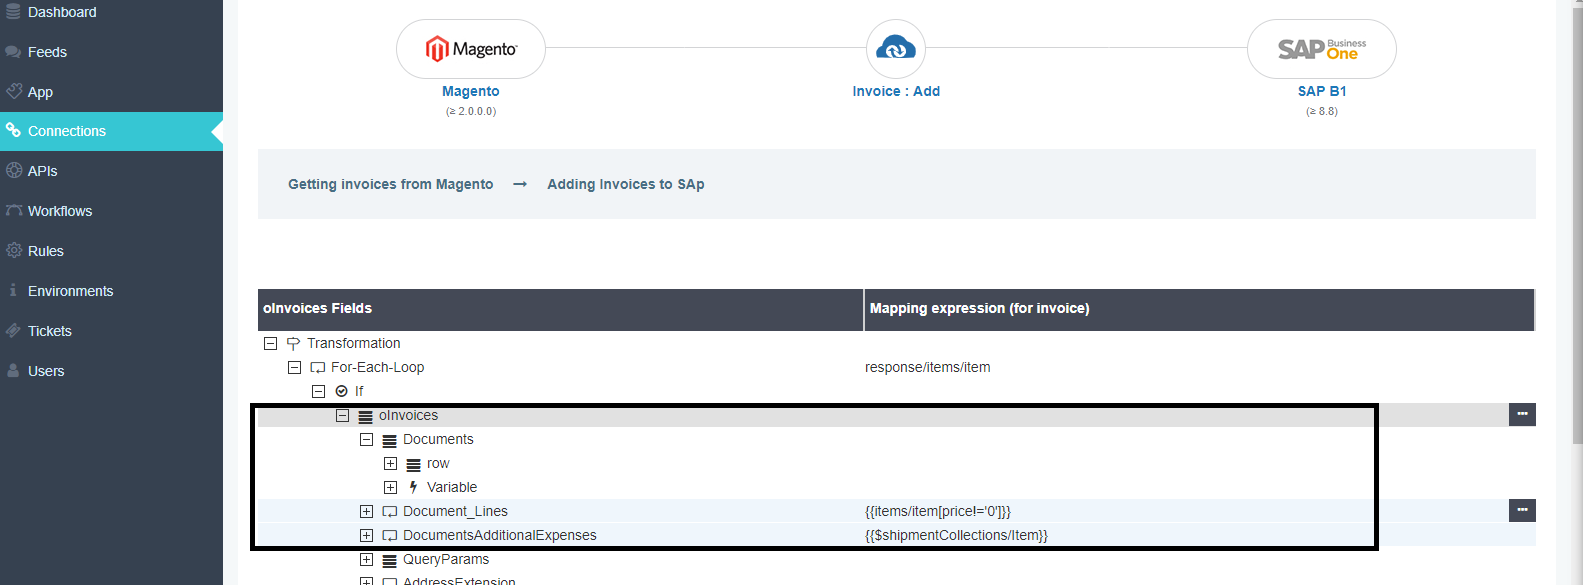 Dashboard
Feeds
App
Connections
APIs
Workflows
Rules
Environments
Tickets
Users
Magento
Magento
(≥ 2.0.0.0)
Invoice : Add
SAP Business One
SAP B1
(≥ 8.8)
Getting invoices from Magento → Adding Invoices to SAp
oInvoices Fields Mapping expression (for invoice)
Transformation
For-Each-Loop response/items/item
If
oInvoices
Documents
row
Variable
Document_Lines {{items/item[price!='0']}}
DocumentsAdditionalExpenses {{$shipmentCollections/Item}}
QueryParams
AddressExtension